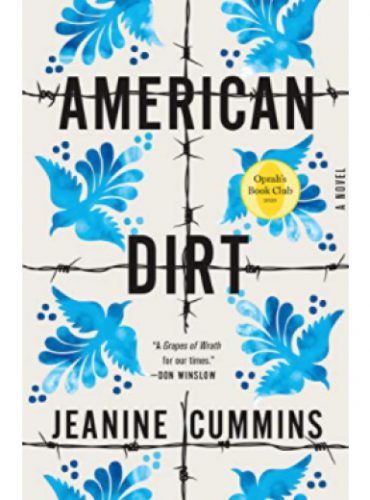 AMERICAN
Oprah's
Book Club
2020
A NOVEL
DIRT
"A Grapes of Wrath
for our times."
—DON WINSLOW
JEANINE CUMMINS